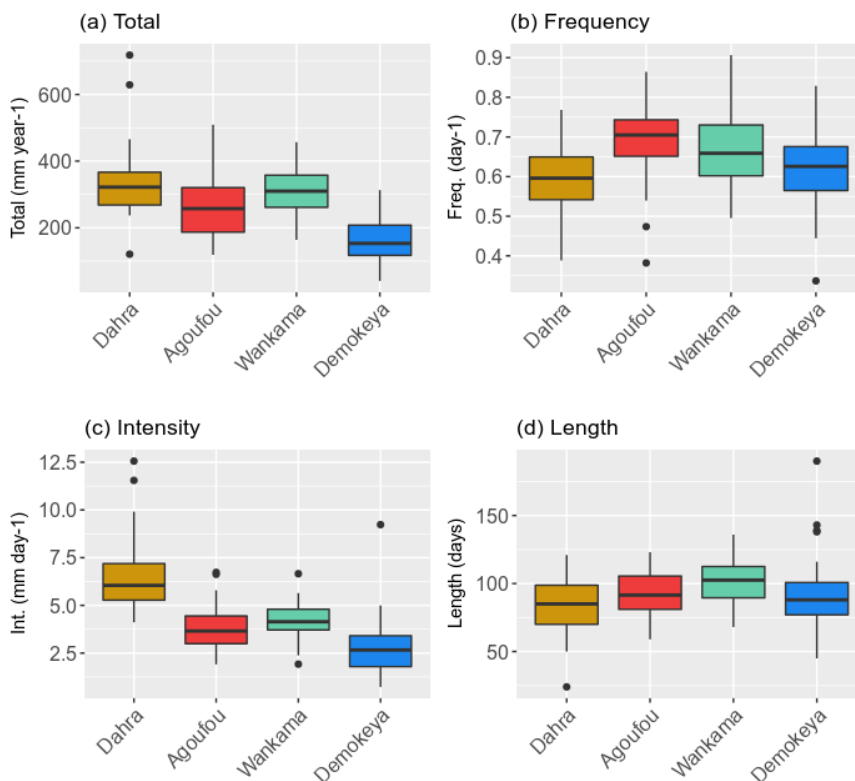 (a) Total
Total (mm year-1)
600
400
200
Dahra
Agoufou
Wankama
Demokeya
(b) Frequency
Freq. (day-1)
0.9
0.8
0.7
0.6
0.5
0.4
Dahra
Agoufou
Wankama
Demokeya
(c) Intensity
Int. (mm day-1)
12.5
10.0
7.5
5.0
2.5
Dahra
Agoufou
Wankama
Demokeya
(d) Length
Length (days)
150
100
50
Dahra
Agoufou
Wankama
Demokeya